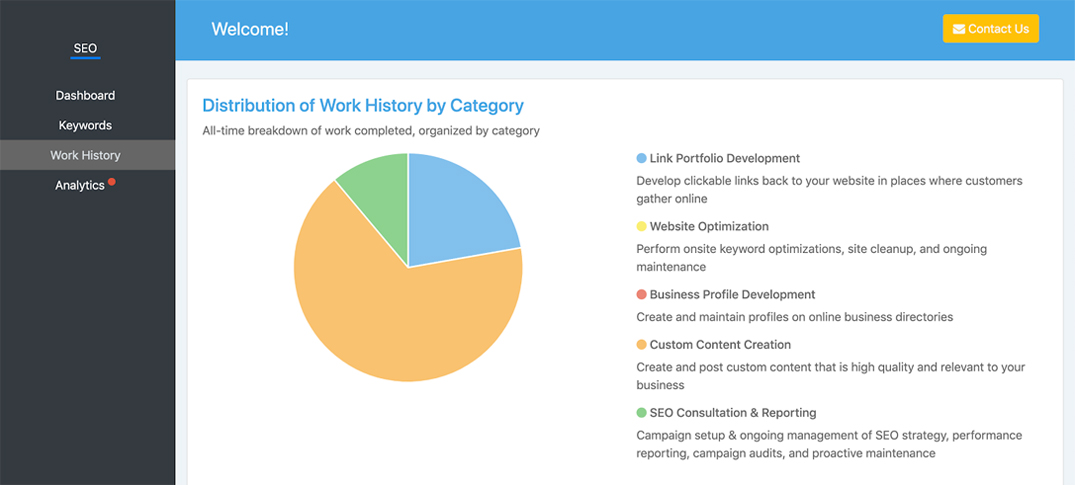 SEO
Dashboard
Keywords
Work History
Analytics
Welcome!
Contact Us
Distribution of Work History by Category
All-time breakdown of work completed, organized by category
Link Portfolio Development
Develop clickable links back to your website in places where customers
gather online
Website Optimization
Perform onsite keyword optimizations, site cleanup, and ongoing
maintenance
Business Profile Development
Create and maintain profiles on online business directories
Custom Content Creation
Create and post custom content that is high quality and relevant to your
business
SEO Consultation & Reporting
Campaign setup & ongoing management of SEO strategy, performance
reporting, campaign audits, and proactive maintenance